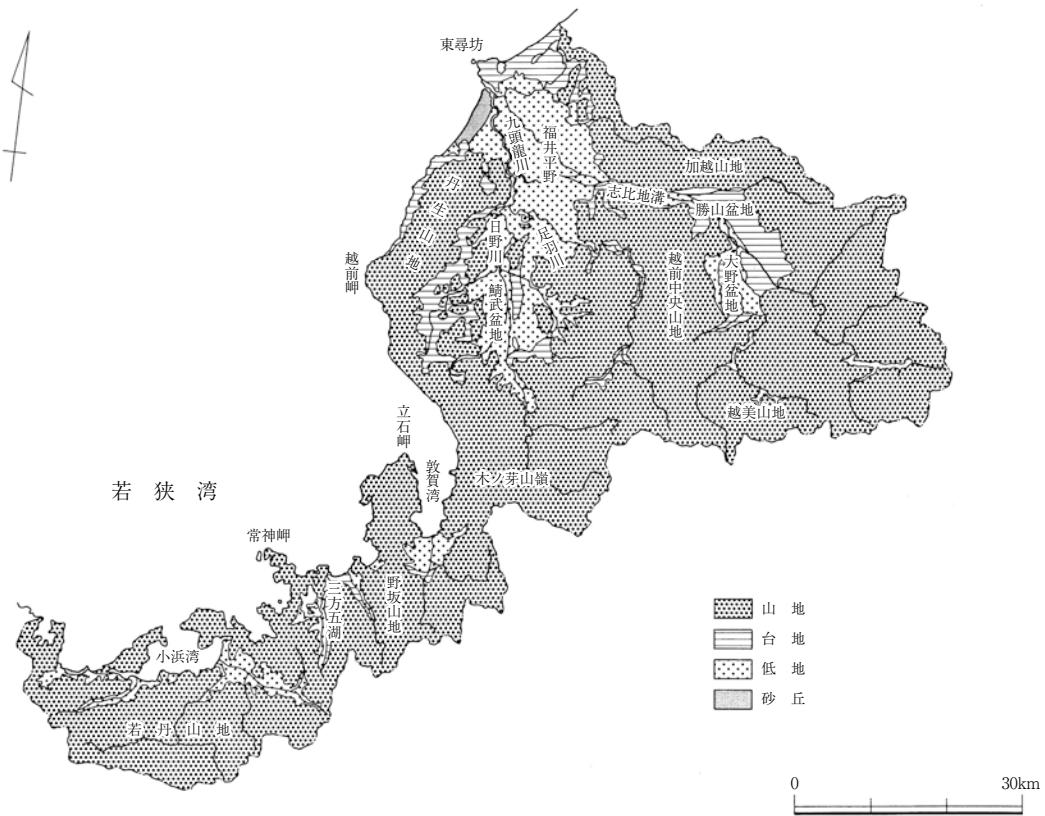 東尋坊
九頭龍川
福井平野
加越山地
志比地溝
勝山盆地
丹生山地
日野川
足羽川
越前中央山地
大野盆地
越前岬
鯖武盆地
越美山地
立石岬
敦賀湾
木ノ芽山嶺
若狭湾
常神岬
三方五湖
野坂山地
小浜湾
若丹山地
山地
台地
低地
砂丘
0 30km